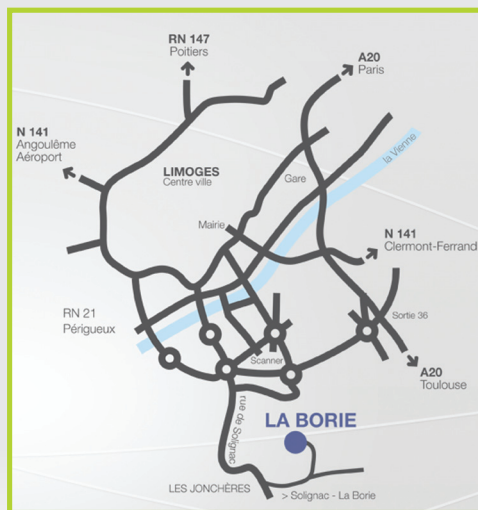 RN 147
Poitiers
A20
Paris
N 141
Angoulême
Aéroport
LIMOGES
Centre ville
Gare
la Vienne
Mairie
N 141
Clermont-Ferrand
RN 21
Périgueux
Sortie 36
Scanner
A20
Toulouse
rue de Solignac
LA BORIE
LES JONCHÈRES
> Solignac - La Borie